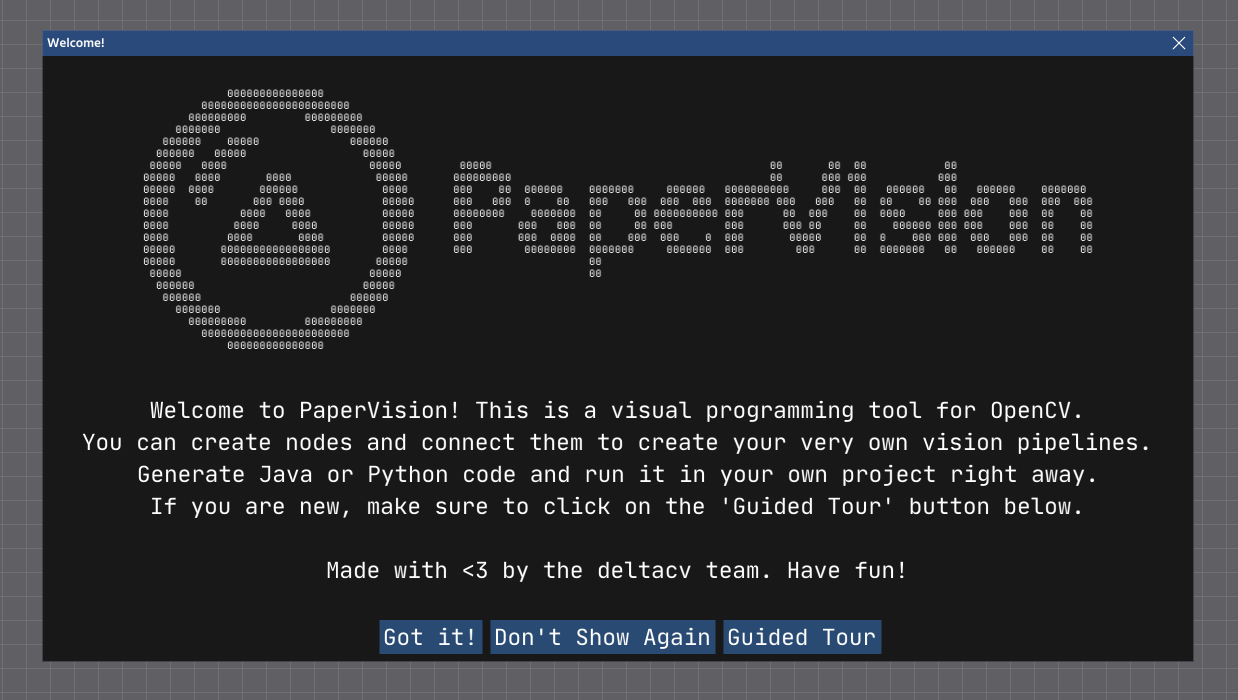 Welcome!
PaperVision
Welcome to PaperVision! This is a visual programming tool for OpenCV.
You can create nodes and connect them to create your very own vision pipelines.
Generate Java or Python code and run it in your own project right away.
If you are new, make sure to click on the 'Guided Tour' button below.
Made with <3 by the deltacv team. Have fun!
Got it! Don't Show Again Guided Tour